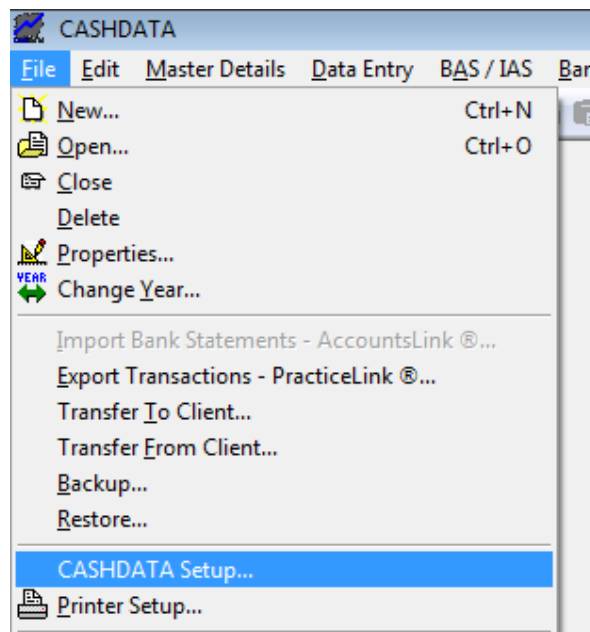 CASHDATA
File Edit Master Details Data Entry BAS / IAS
New... Ctrl+N
Open... Ctrl+O
Close
Delete
Properties...
YEAR
Change Year...
Import Bank Statements - AccountsLink ®...
Export Transactions - PracticeLink ®...
Transfer To Client...
Transfer From Client...
Backup...
Restore...
CASHDATA Setup...
Printer Setup...